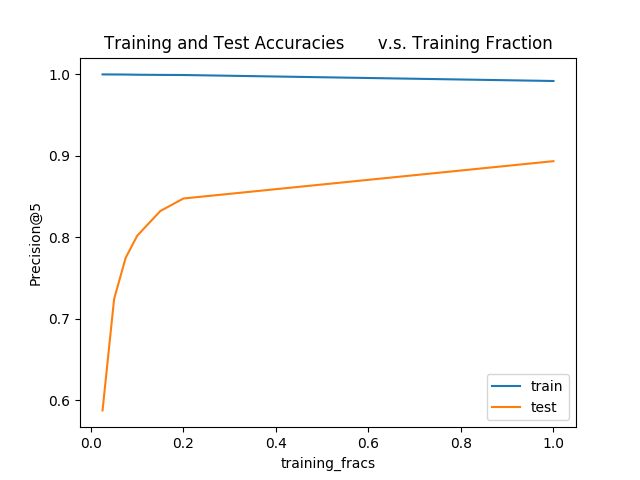 Training and Test Accuracies v.s. Training Fraction
1.0
0.9
0.8
0.7
0.6
Precision@5
train
test
0.0 0.2 0.4 0.6 0.8 1.0
training_fracs